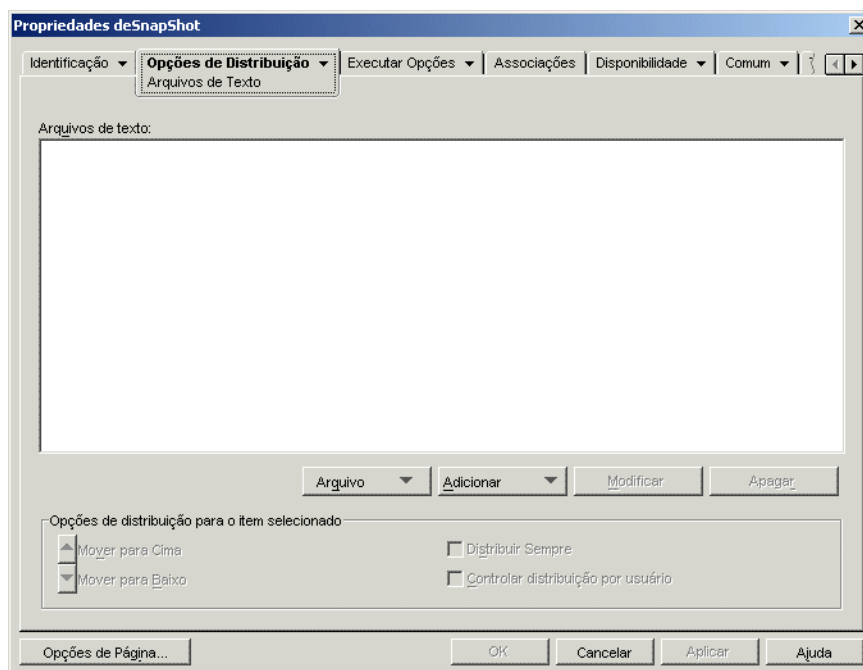 Propriedades deSnapShot
Identificação Opções de Distribuição Executar Opções Associações Disponibilidade Comum
Arquivos de Texto
Arquivos de texto:
Arquivo Adicionar Modificar Apagar
Opções de distribuição para o item selecionado
Mover para Cima Distribuir Sempre
Mover para Baixo Controlar distribuição por usuário
Opções de Página... OK Cancelar Aplicar Ajuda